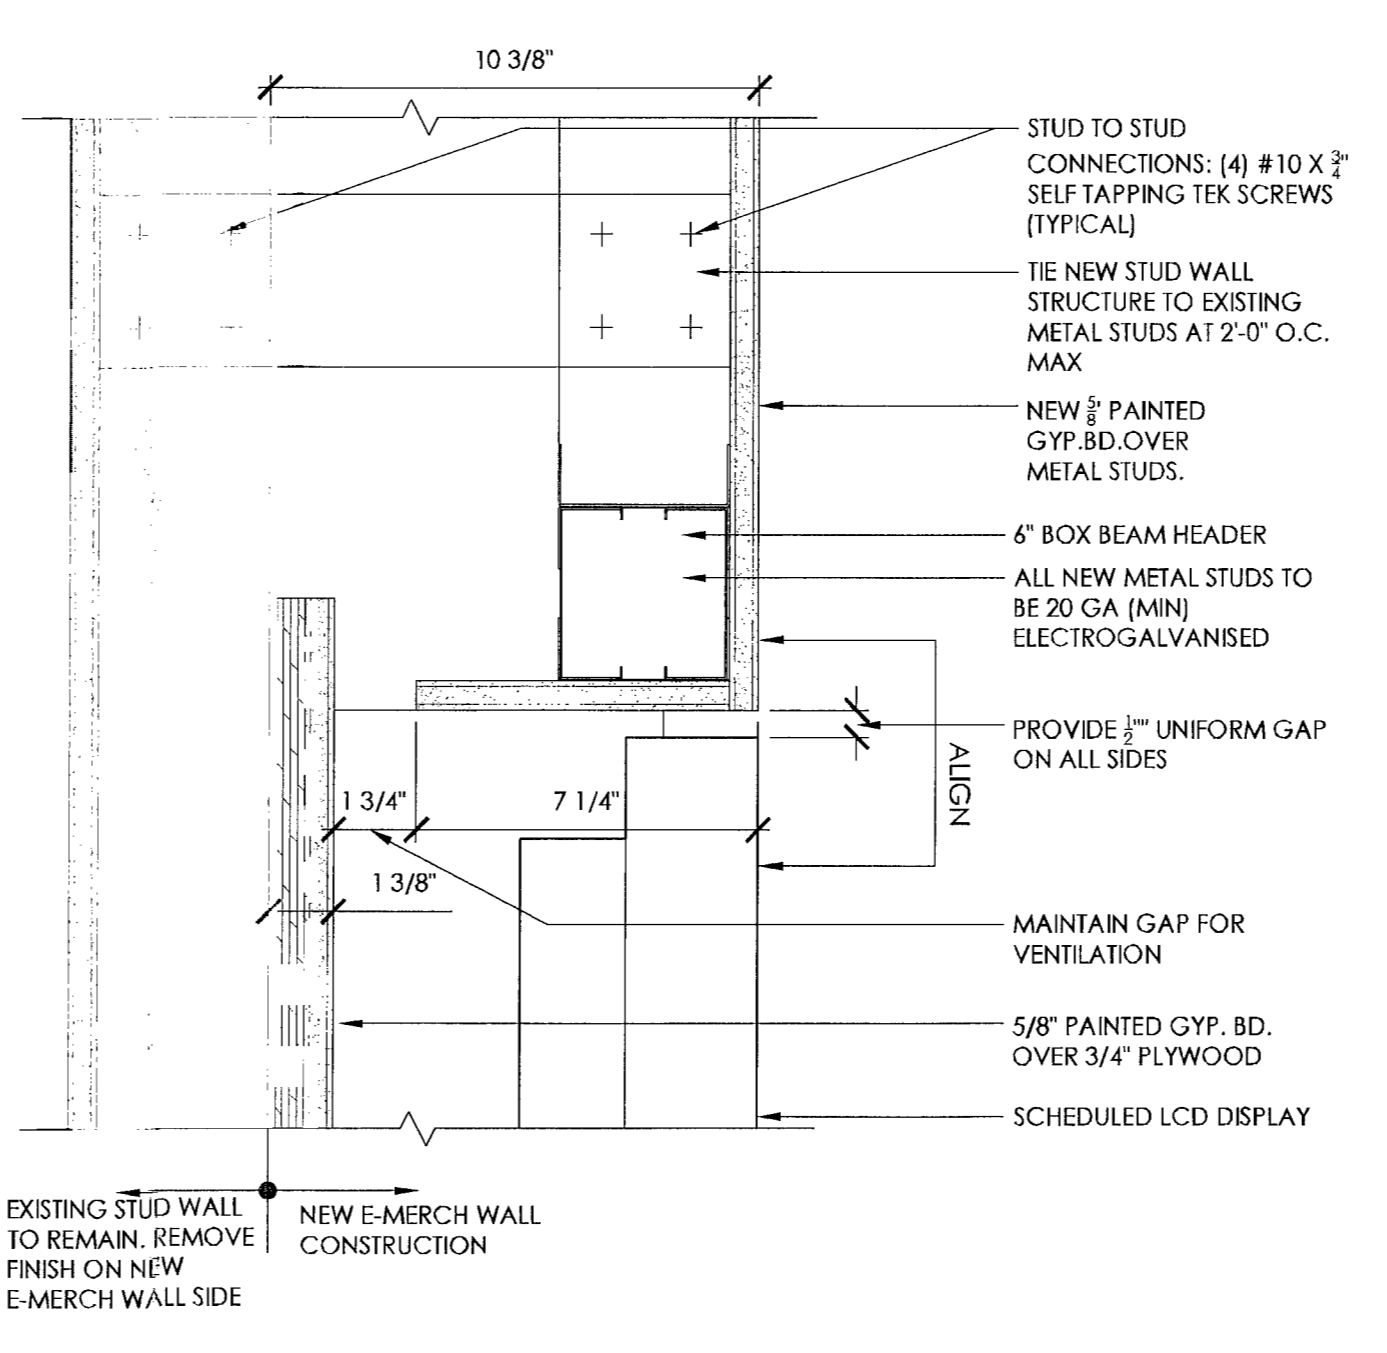 10 3/8"
STUD TO STUD
CONNECTIONS: (4) #10 X 3/4"
SELF TAPPING TEK SCREWS
(TYPICAL)
TIE NEW STUD WALL
STRUCTURE TO EXISTING
METAL STUDS AT 2'-0" O.C.
MAX
NEW 5/8' PAINTED
GYP.BD.OVER
METAL STUDS.
6" BOX BEAM HEADER
ALL NEW METAL STUDS TO
BE 20 GA (MIN)
ELECTROGALVANISED
PROVIDE 1/2"" UNIFORM GAP
ON ALL SIDES
ALIGN
1 3/4"
7 1/4"
1 3/8"
MAINTAIN GAP FOR
VENTILATION
5/8" PAINTED GYP. BD.
OVER 3/4" PLYWOOD
SCHEDULED LCD DISPLAY
EXISTING STUD WALL
TO REMAIN. REMOVE
FINISH ON NEW
E-MERCH WALL SIDE
NEW E-MERCH WALL
CONSTRUCTION